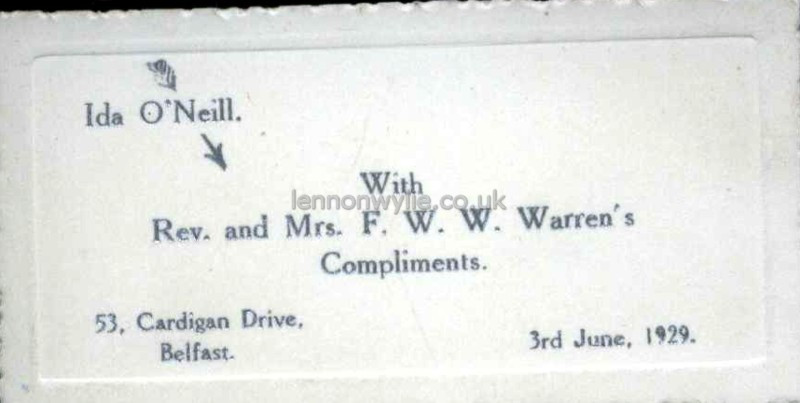 Ida O'Neill.
With
lennonwylie.co.uk
Rev. and Mrs. F. W. W. Warren's
Compliments.
53, Cardigan Drive,
Belfast.
3rd June, 1929.